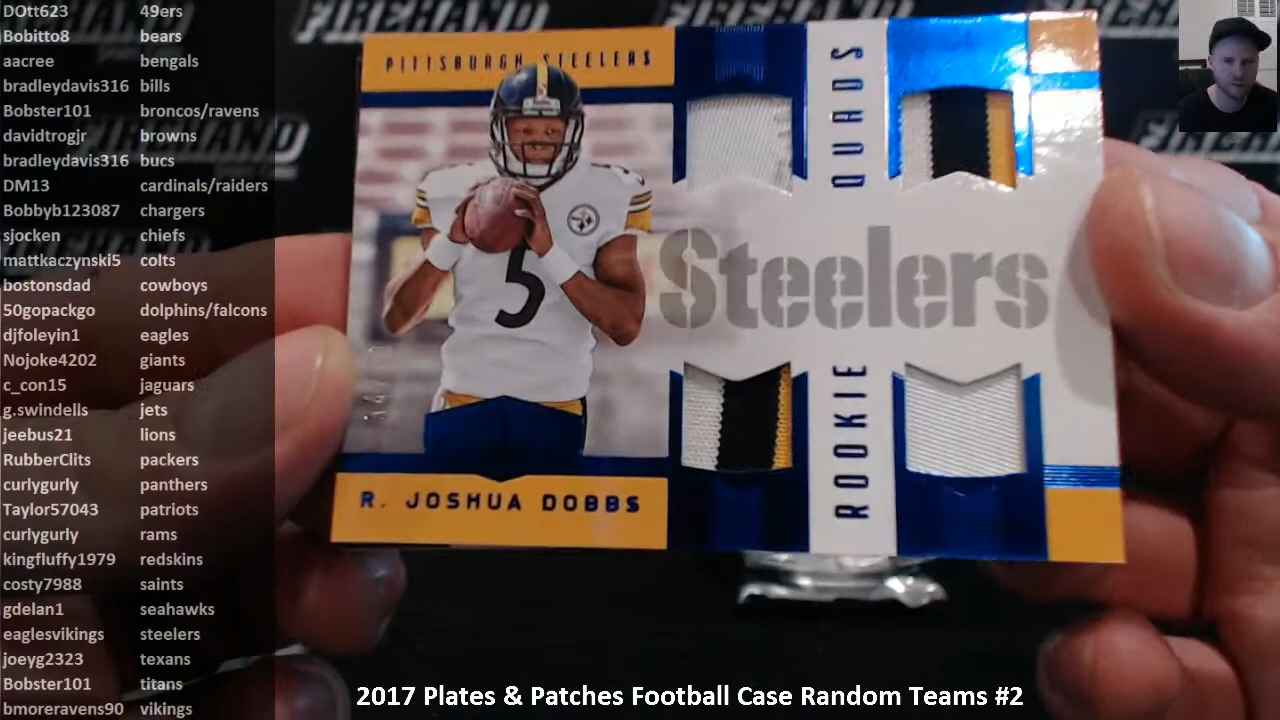 DOtt623 49ers
Bobitto8 bears
aacree bengals
bradleydavis316 bills
Bobster101 broncos/ravens
davidtrogjr browns
bradleydavis316 bucs
DM13 cardinals/raiders
Bobbyb123087 chargers
sjocken chiefs
mattkaczynski5 colts
bostonsdad cowboys
50gopackgo dolphins/falcons
djfoleyin1 eagles
Nojoke4202 giants
c_con15 jaguars
g.swindells jets
jeebus21 lions
RubberClits packers
curlygurly panthers
Taylor57043 patriots
curlygurly rams
kingfluffy1979 redskins
costy7988 saints
gdelan1 seahawks
eaglesvikings steelers
joeyg2323 texans
Bobster101 titans
bmoreravens90 vikings
FIREHAND
FIREHAND
PITTSBURGH STEELERS
5
R. JOSHUA DOBBS
Steelers
ROOKIE QUADS
2017 Plates & Patches Football Case Random Teams #2